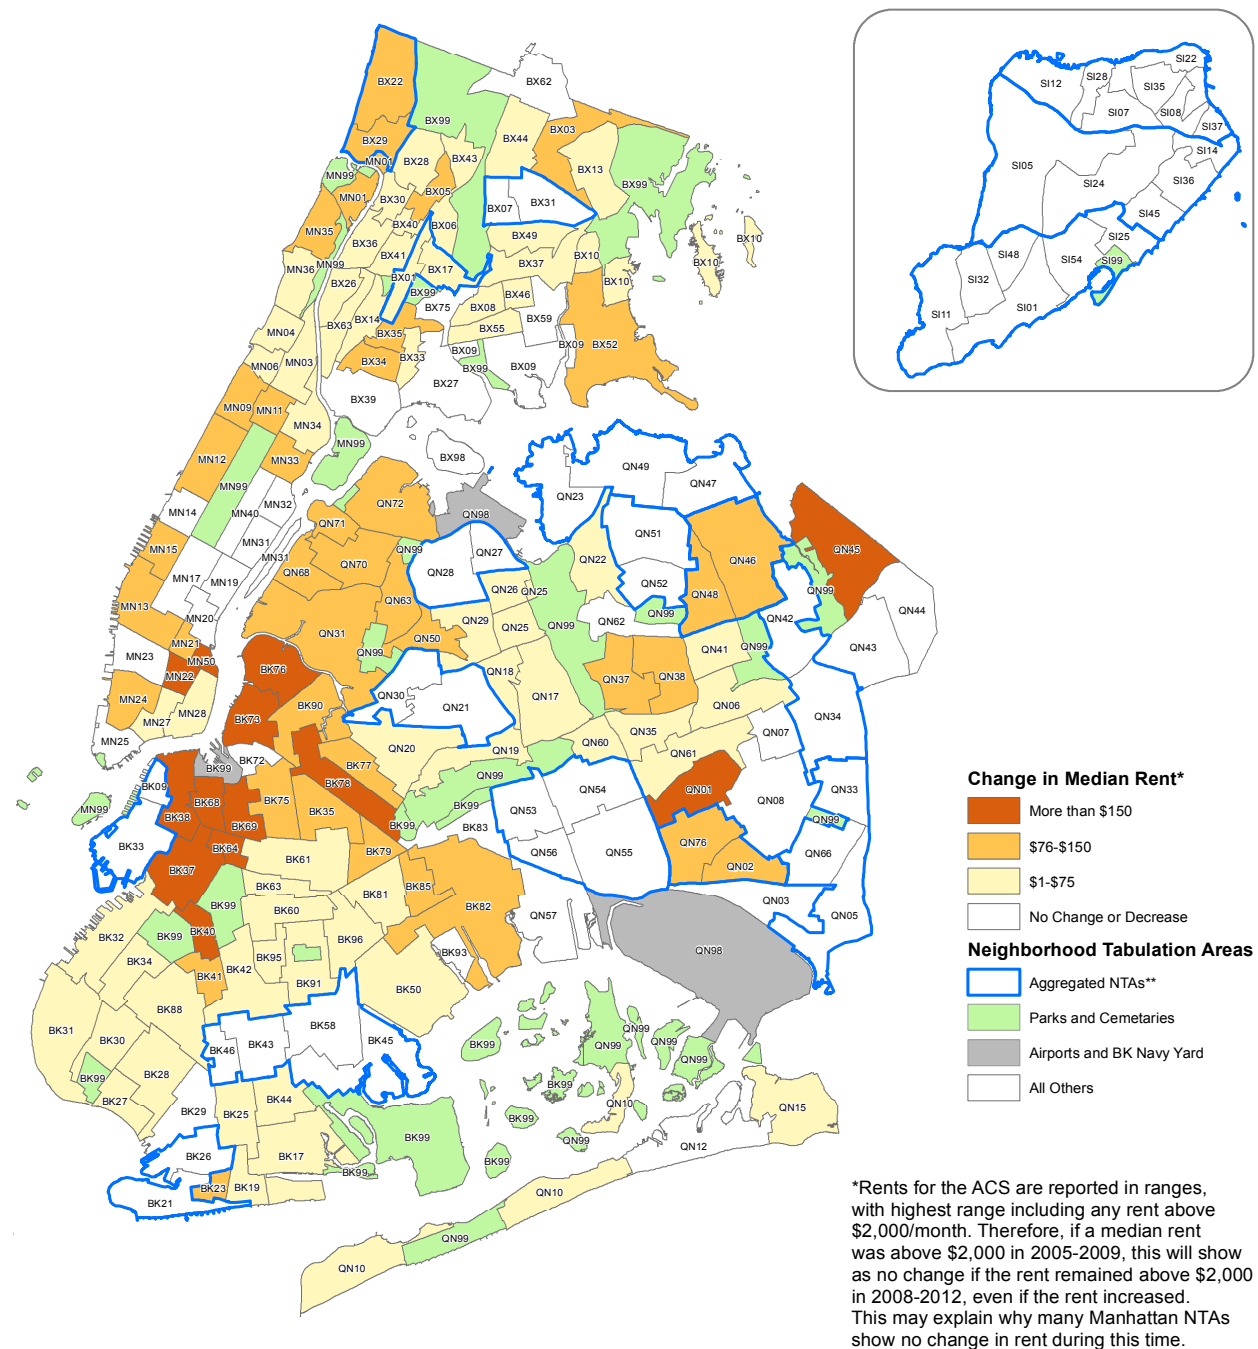 BX22
BX62
BX99
BX29
BX44
BX03
MN01
BX28
BX43
BX13
MN99
BX99
MN01
BX30
BX05
BX07
BX31
MN35
BX40
BX06
BX36
BX49
BX10
BX41
MN36
MN99
BX17
BX37
BX10
BX10
BX26
BX01
BX10
BX99
BX46
BX75
BX08
BX63
BX14
BX59
MN04
BX35
BX55
BX09
BX52
BX09
MN06
MN03
BX34
BX33
BX99
BX09
BX27
BX39
MN09
MN11
MN34
MN12
MN33
MN99
BX98
MN99
MN32
MN14
MN40
MN31
MN31
MN15
MN17
MN19
MN13
MN20
MN21
MN23
MN50
MN22
MN24
MN27
MN28
MN25
MN99
QN49
QN47
QN23
QN72
QN98
QN71
QN51
QN99
QN27
QN70
QN22
QN46
QN45
QN68
QN28
QN26
QN25
QN52
QN48
QN99
QN63
QN99
QN44
QN31
QN50
QN29
QN25
QN99
QN62
QN42
QN99
QN41
QN99
QN43
QN18
QN30
QN17
QN37
QN38
QN21
QN06
QN34
QN35
QN07
QN20
QN19
QN60
QN61
QN99
QN01
QN33
QN54
QN53
QN08
QN99
QN76
QN66
QN56
QN55
QN02
QN03
QN05
QN57
QN98
QN99
QN99
QN99
QN99
QN10
QN15
QN99
QN12
QN10
QN99
QN10
BK76
BK90
BK73
BK72
BK99
BK77
BK09
BK78
BK68
BK75
BK35
BK99
BK38
BK69
BK99
BK83
BK33
BK64
BK61
BK79
BK37
BK63
BK81
BK85
BK99
BK60
BK82
BK40
BK32
BK99
BK96
BK34
BK95
BK93
BK41
BK42
BK91
BK50
BK88
BK31
BK58
BK30
BK43
BK45
BK46
BK99
BK28
BK27
BK29
BK25
BK44
BK99
BK26
BK17
BK99
BK23
BK19
BK21
BK99
BK99
BK99
BK99
SI22
SI12
SI28
SI35
SI07
SI08
SI37
SI14
SI05
SI24
SI36
SI45
SI25
SI48
SI54
SI99
SI32
SI01
SI11
Change in Median Rent*
More than $150
$76-$150
$1-$75
No Change or Decrease
Neighborhood Tabulation Areas
Aggregated NTAs**
Parks and Cemetaries
Airports and BK Navy Yard
All Others
*Rents for the ACS are reported in ranges,
with highest range including any rent above
$2,000/month. Therefore, if a median rent
was above $2,000 in 2005-2009, this will show
as no change if the rent remained above $2,000
in 2008-2012, even if the rent increased.
This may explain why many Manhattan NTAs
show no change in rent during this time.